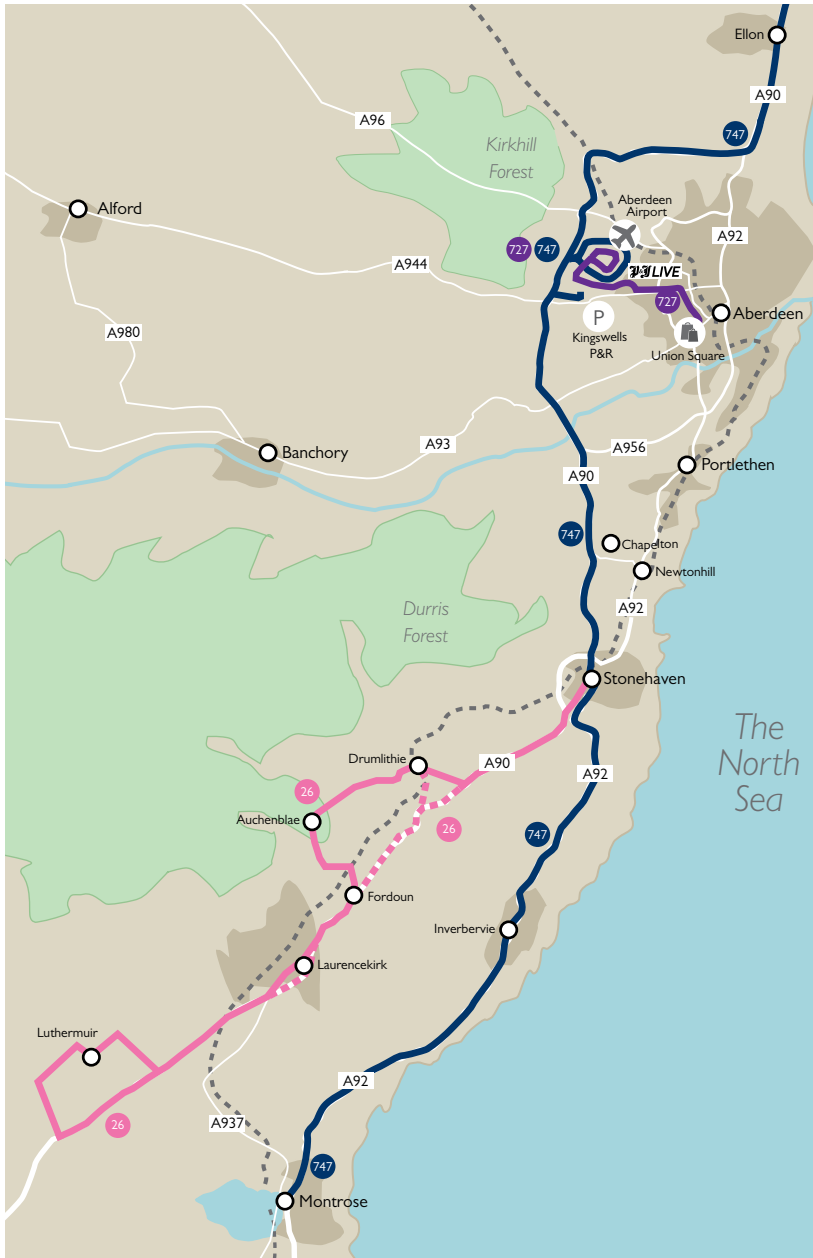 Ellon
A90
747
A96
Kirkhill
Forest
Aberdeen
Airport
Alford
A92
727
747
A944
LIVE
727
P
Aberdeen
A980
Kingswells
P&R
Union Square
A93
A956
Banchory
Portlethen
A90
747
Chapelton
Newtonhill
Durris
Forest
A92
Stonehaven
The
North
Sea
Drumlithie
A90
A92
26
Auchenblae
26
747
Fordoun
Inverbervie
Laurencekirk
Luthermuir
A92
26
A937
747
Montrose